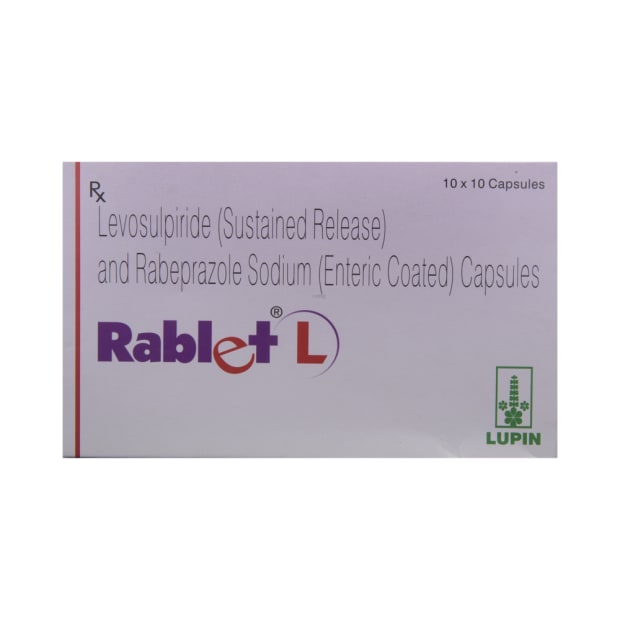 Rx
10 x 10 Capsules
Levosulpiride (Sustained Release)
and Rabeprazole Sodium (Enteric Coated) Capsules
Rablet® L
LUPIN